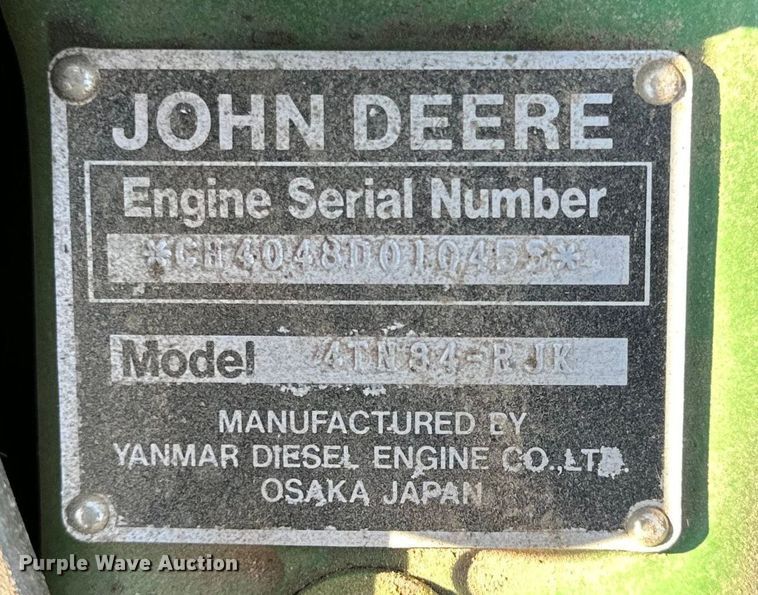 JOHN DEERE
Engine Serial Number
Model 4TN84-RJK
MANUFACTURED BY
YANMAR DIESEL ENGINE CO.,LTD.
OSAKA JAPAN
Purple Wave Auction